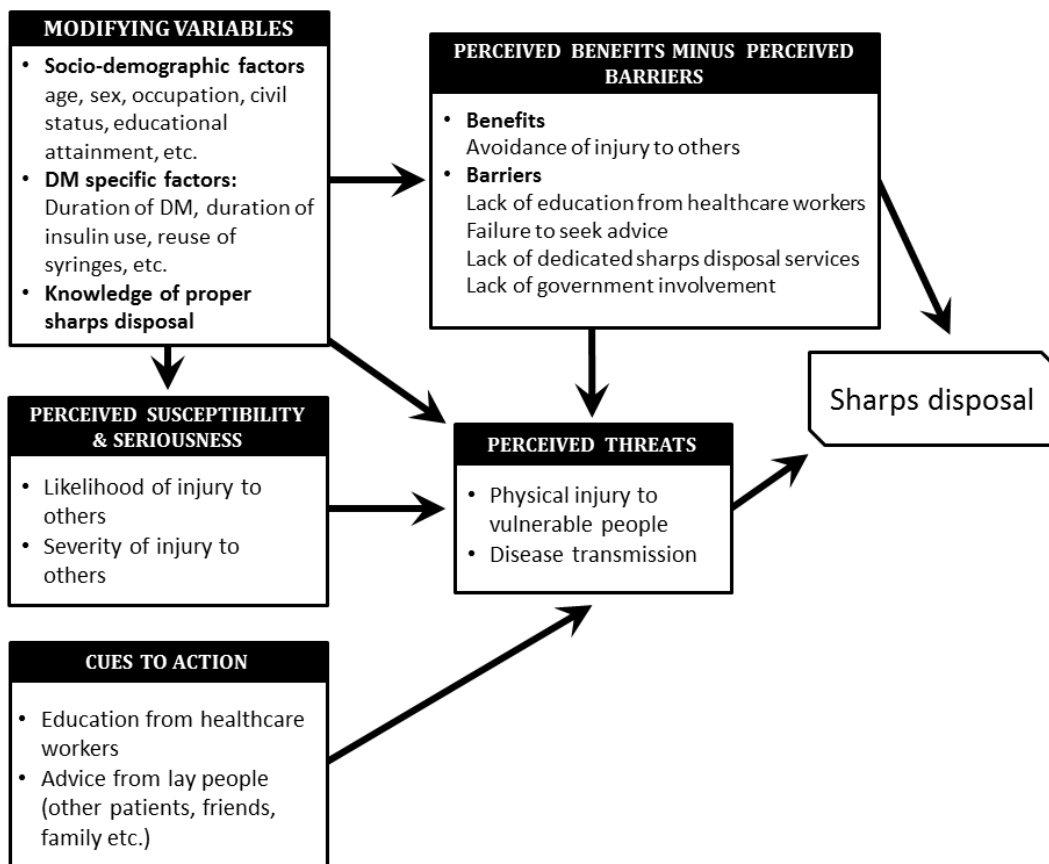 MODIFYING VARIABLES
• Socio-demographic factors
age, sex, occupation, civil
status, educational
attainment, etc.
• DM specific factors:
Duration of DM, duration of
insulin use, reuse of
syringes, etc.
• Knowledge of proper
sharps disposal
PERCEIVED BENEFITS MINUS PERCEIVED
BARRIERS
• Benefits
Avoidance of injury to others
• Barriers
Lack of education from healthcare workers
Failure to seek advice
Lack of dedicated sharps disposal services
Lack of government involvement
Sharps disposal
PERCEIVED SUSCEPTIBILITY
& SERIOUSNESS
• Likelihood of injury to
others
• Severity of injury to
others
PERCEIVED THREATS
• Physical injury to
vulnerable people
• Disease transmission
CUES TO ACTION
• Education from healthcare
workers
• Advice from lay people
(other patients, friends,
family etc.)